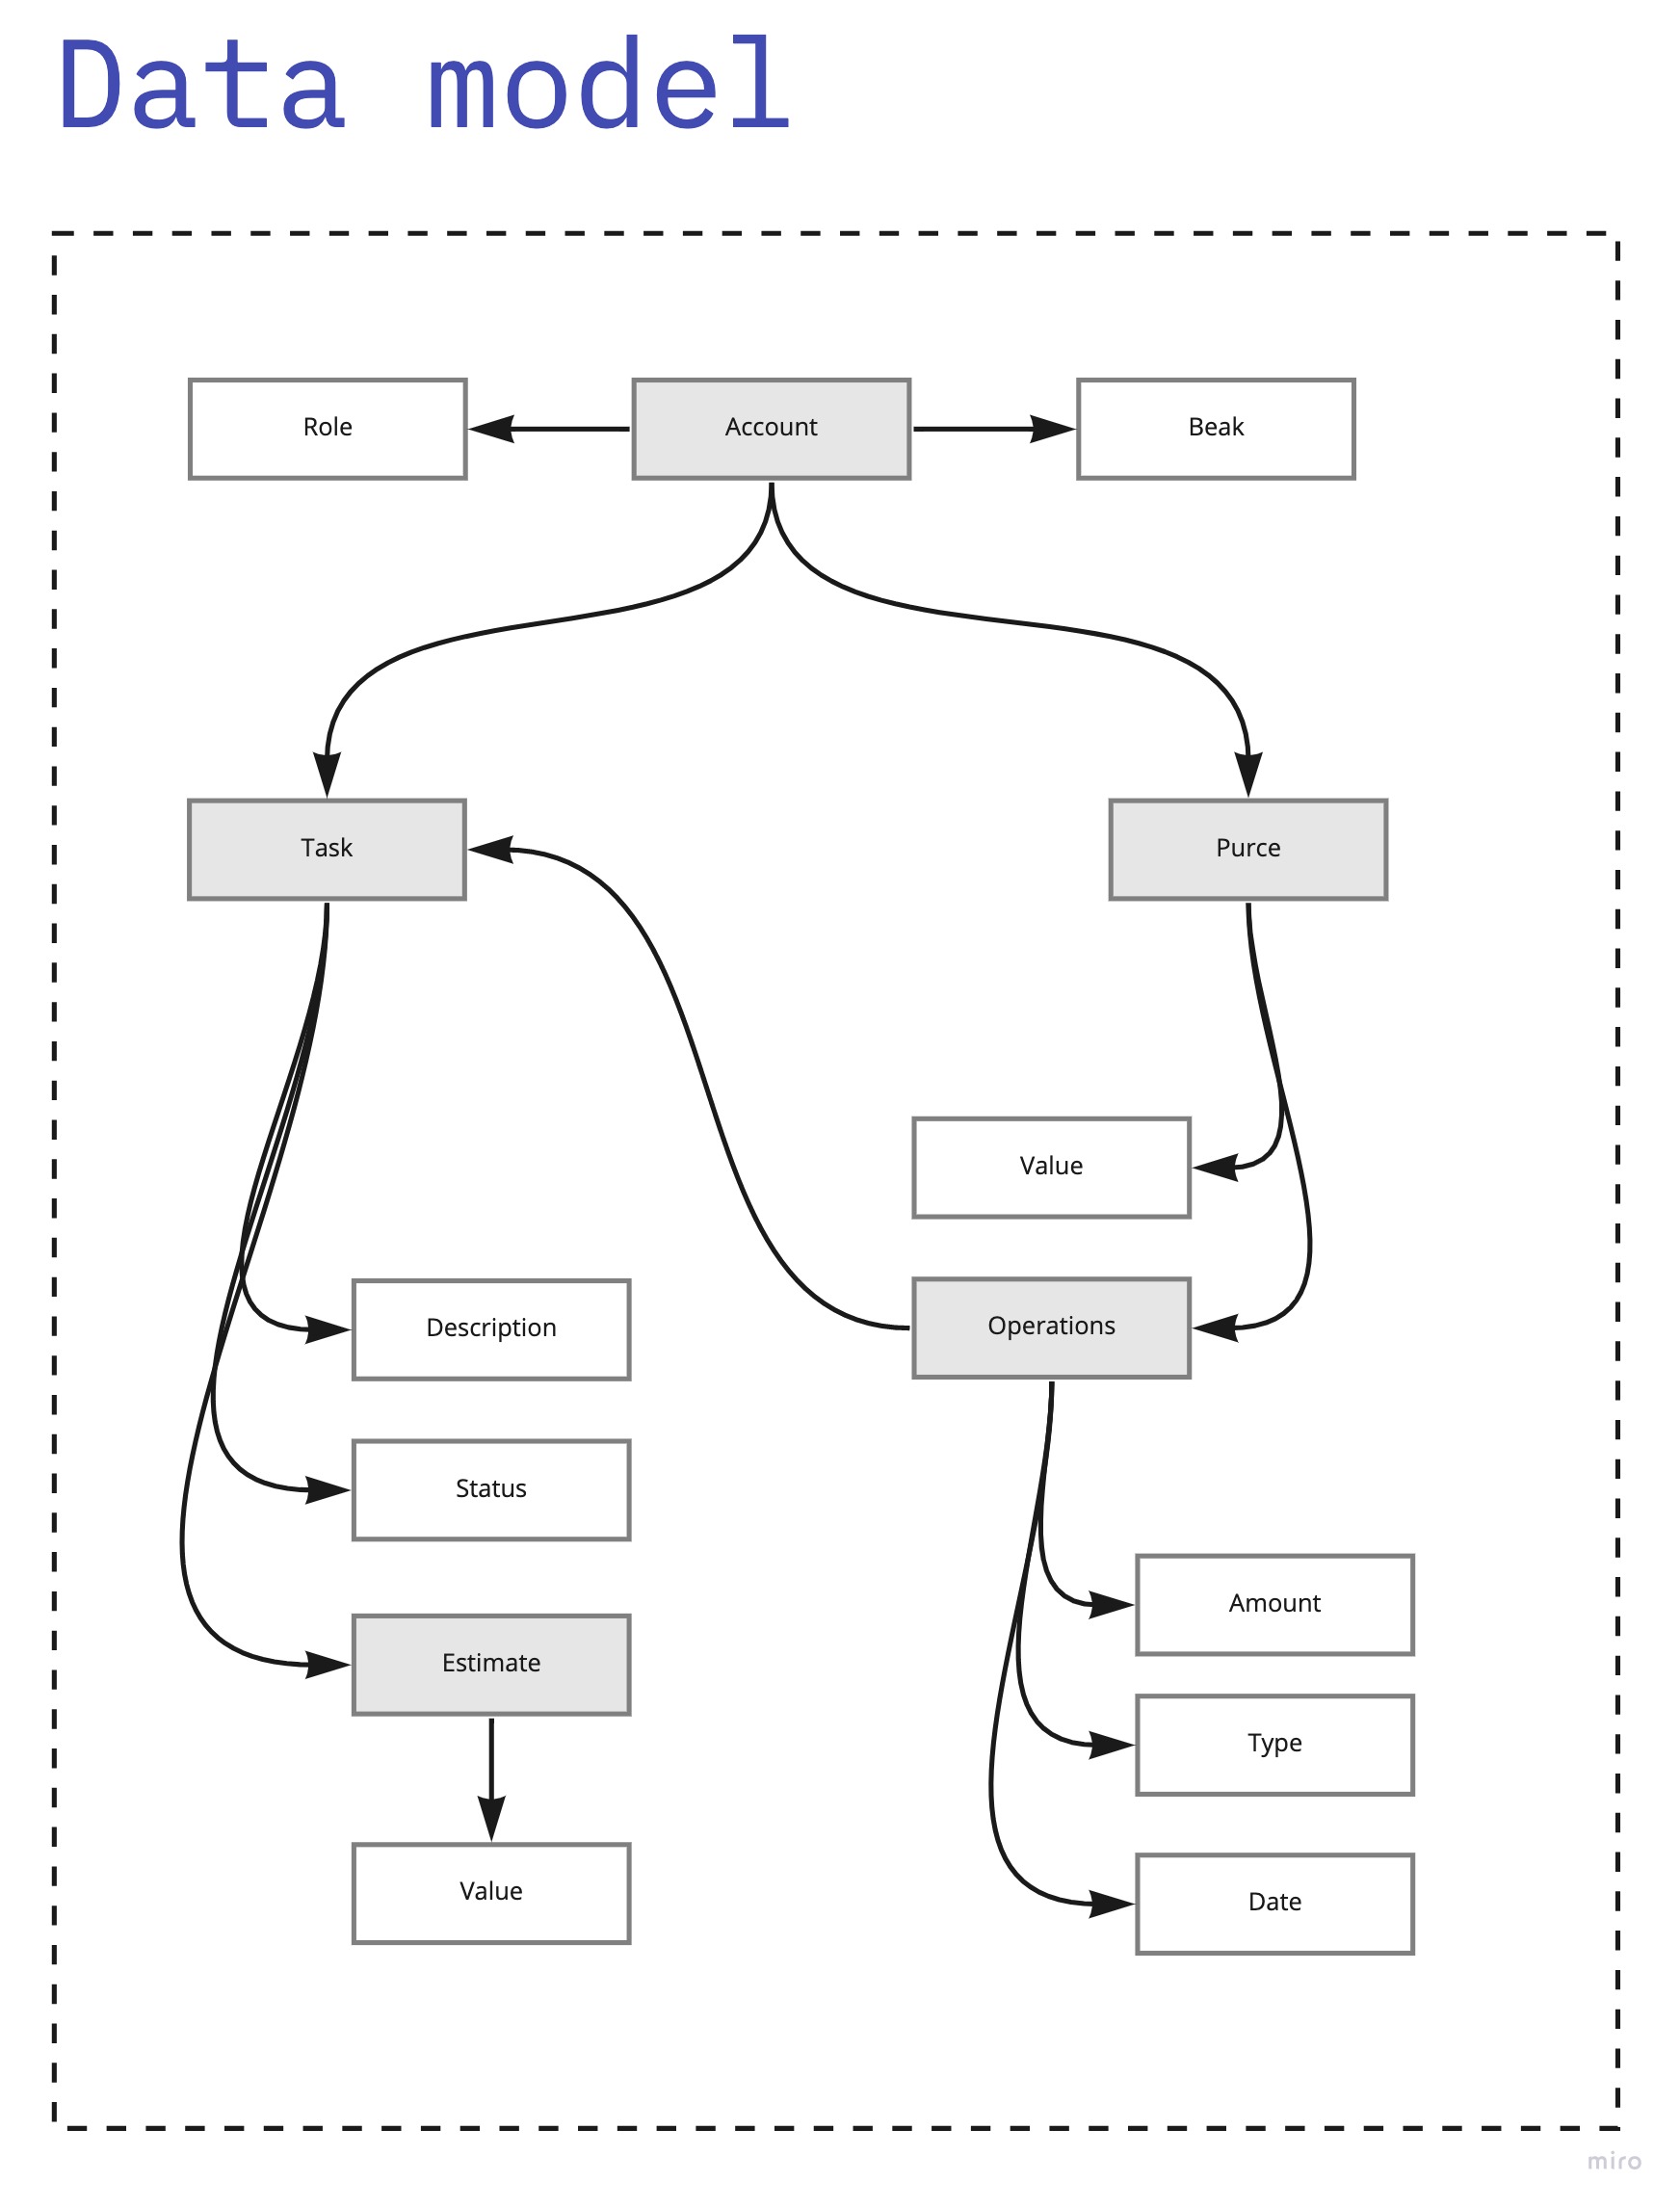 Data model
Role
Account
Beak
Task
Purce
Value
Description
Operations
Status
Amount
Estimate
Type
Value
Date
miro